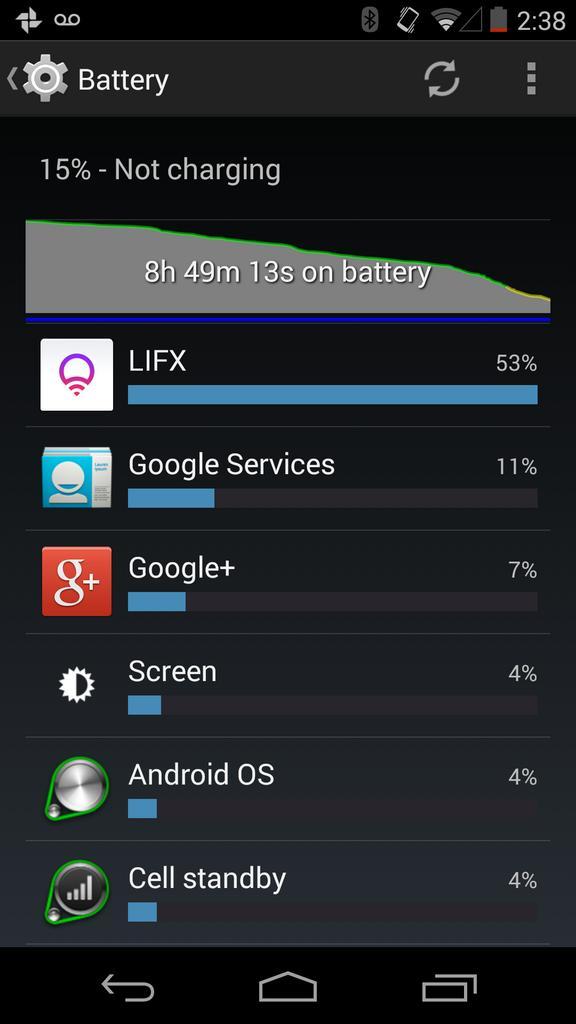 2:38
Battery
15% - Not charging
8h 49m 13s on battery
LIFX 53%
Google Services 11%
g+ Google+ 7%
Screen 4%
Android OS 4%
Cell standby 4%